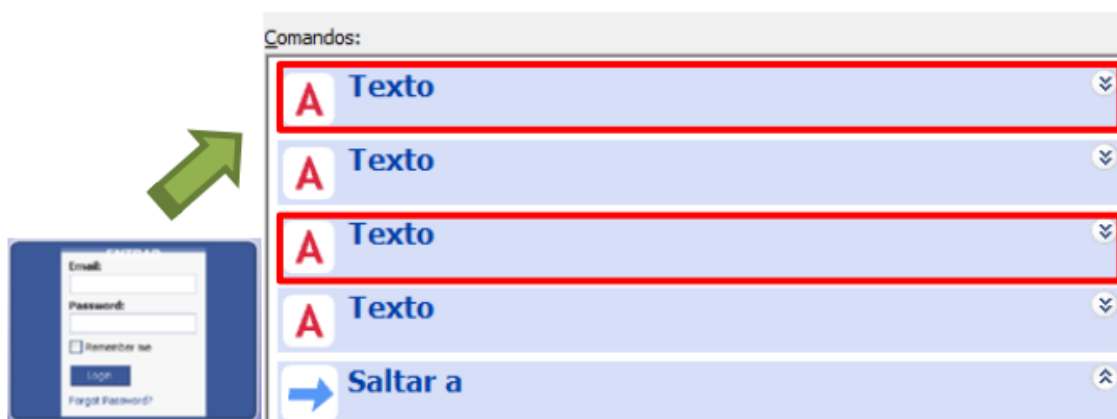 Comandos:
A Texto
A Texto
A Texto
A Texto
Saltar a
Email:
Password:
Remember me
Login
Forgot Password?